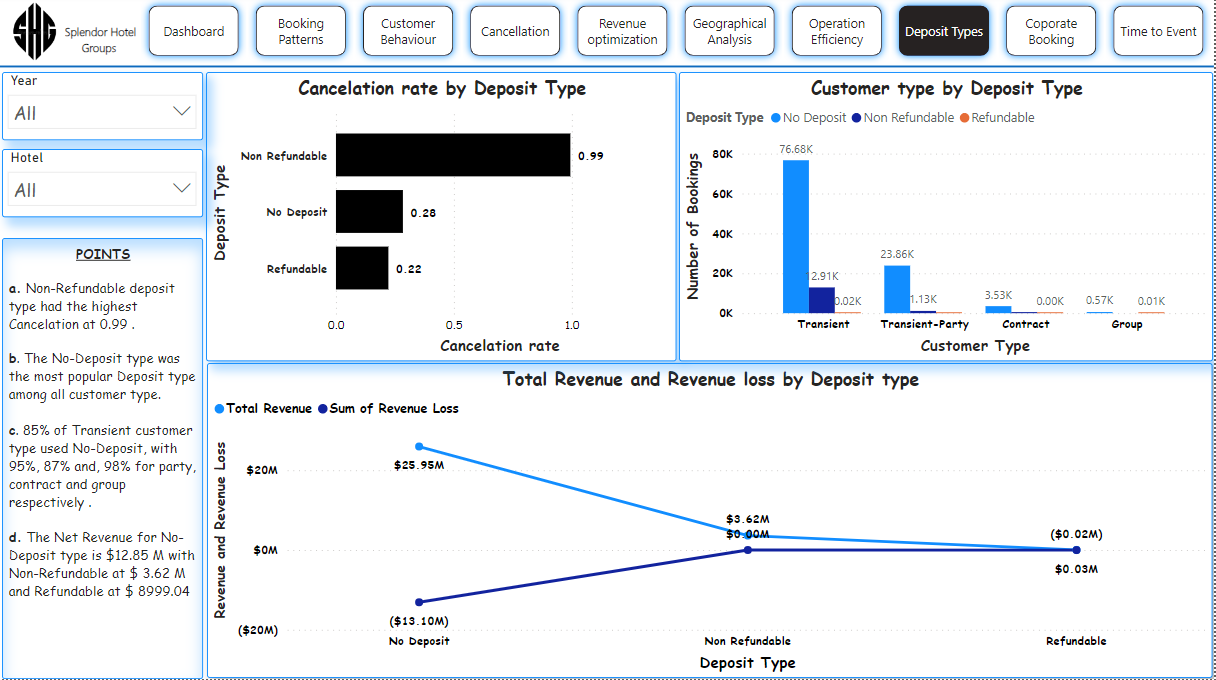 SHG
Splendor Hotel
Groups
Dashboard
Booking
Patterns
Customer
Behaviour
Cancellation
Revenue
optimization
Geographical
Analysis
Operation
Efficiency
Deposit Types
Coporate
Booking
Time to Event
Year
All
Hotel
All
POINTS
a. Non-Refundable deposit
type had the highest
Cancelation at 0.99 .
b. The No-Deposit type was
the most popular Deposit type
among all customer type.
c. 85% of Transient customer
type used No-Deposit, with
95%, 87% and, 98% for party,
contract and group
respectively .
d. The Net Revenue for No-
Deposit type is $12.85 M with
Non-Refundable at $ 3.62 M
and Refundable at $ 8999.04
Cancelation rate by Deposit Type
Deposit Type
Non Refundable
0.99
No Deposit
0.28
Refundable
0.22
0.0 0.5 1.0
Cancelation rate
Customer type by Deposit Type
Deposit Type No Deposit Non Refundable Refundable
Number of Bookings
80K
60K
40K
20K
0K
76.68K
12.91K
0.02K
23.86K
1.13K
3.53K
0.00K
0.57K
0.01K
Transient Transient-Party Contract Group
Customer Type
Total Revenue and Revenue loss by Deposit type
Total Revenue Sum of Revenue Loss
Revenue and Revenue Loss
$20M
$0M
($20M)
$25.95M
$3.62M
$0.00M
($0.02M)
$0.03M
($13.10M)
No Deposit Non Refundable Refundable
Deposit Type